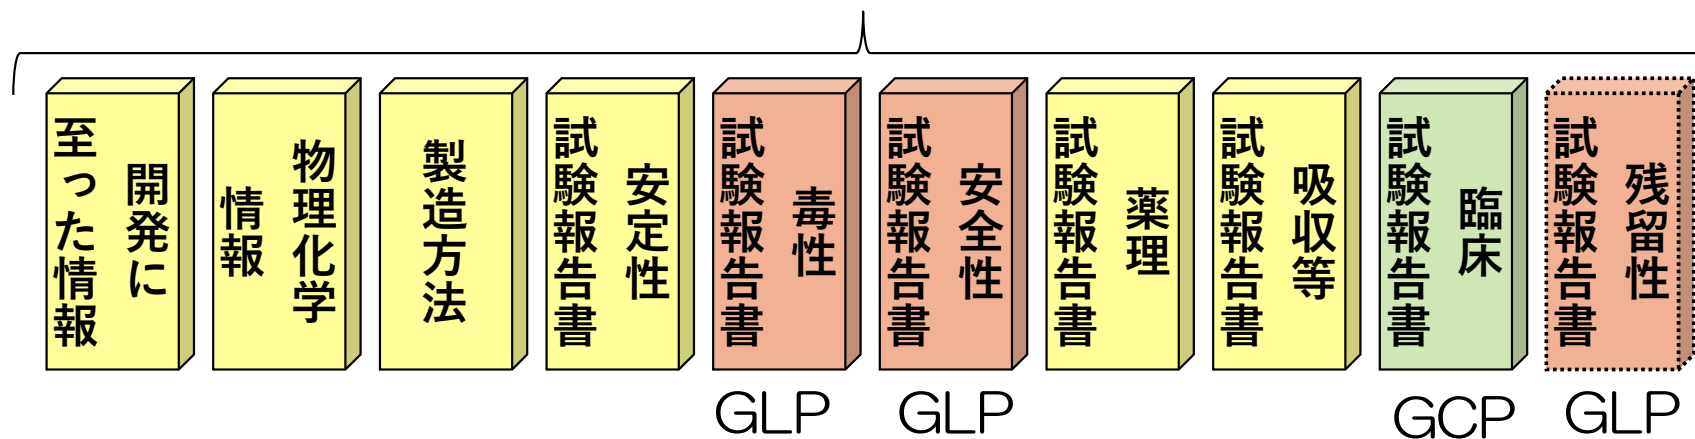 開発に
至った情報
物理化学
情報
製造方法
安定性
試験報告書
毒性
試験報告書
安全性
試験報告書
薬理
試験報告書
吸収等
試験報告書
臨床
試験報告書
残留性
試験報告書
GLP
GLP
GCP
GLP